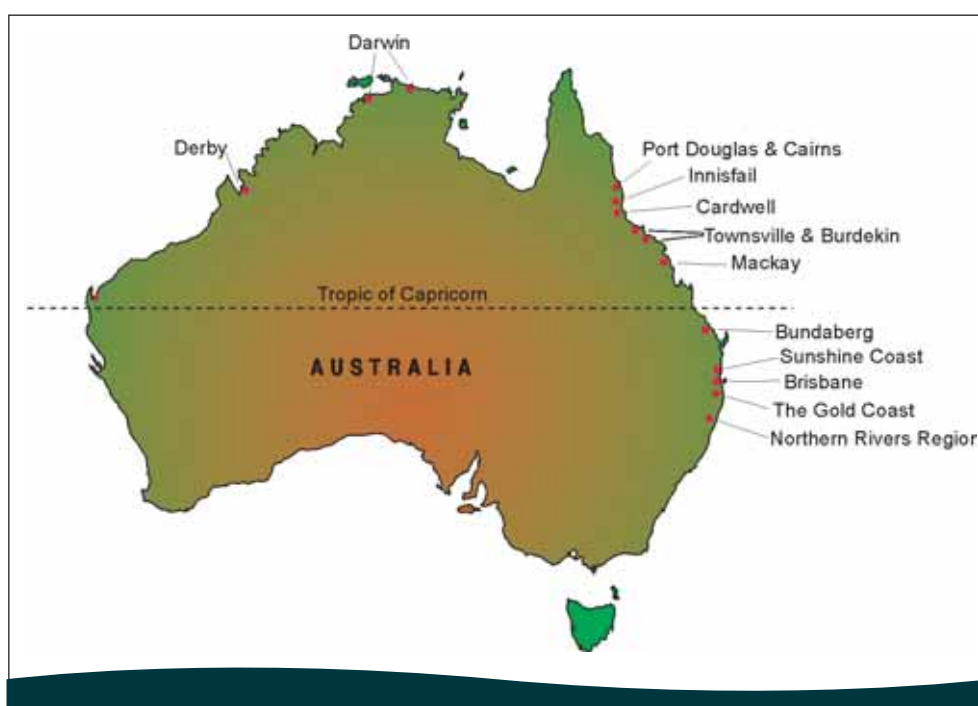 Darwin
Derby
Port Douglas & Cairns
Innisfail
Cardwell
Townsville & Burdekin
Mackay
Tropic of Capricorn
Bundaberg
AUSTRALIA
Sunshine Coast
Brisbane
The Gold Coast
Northern Rivers Region